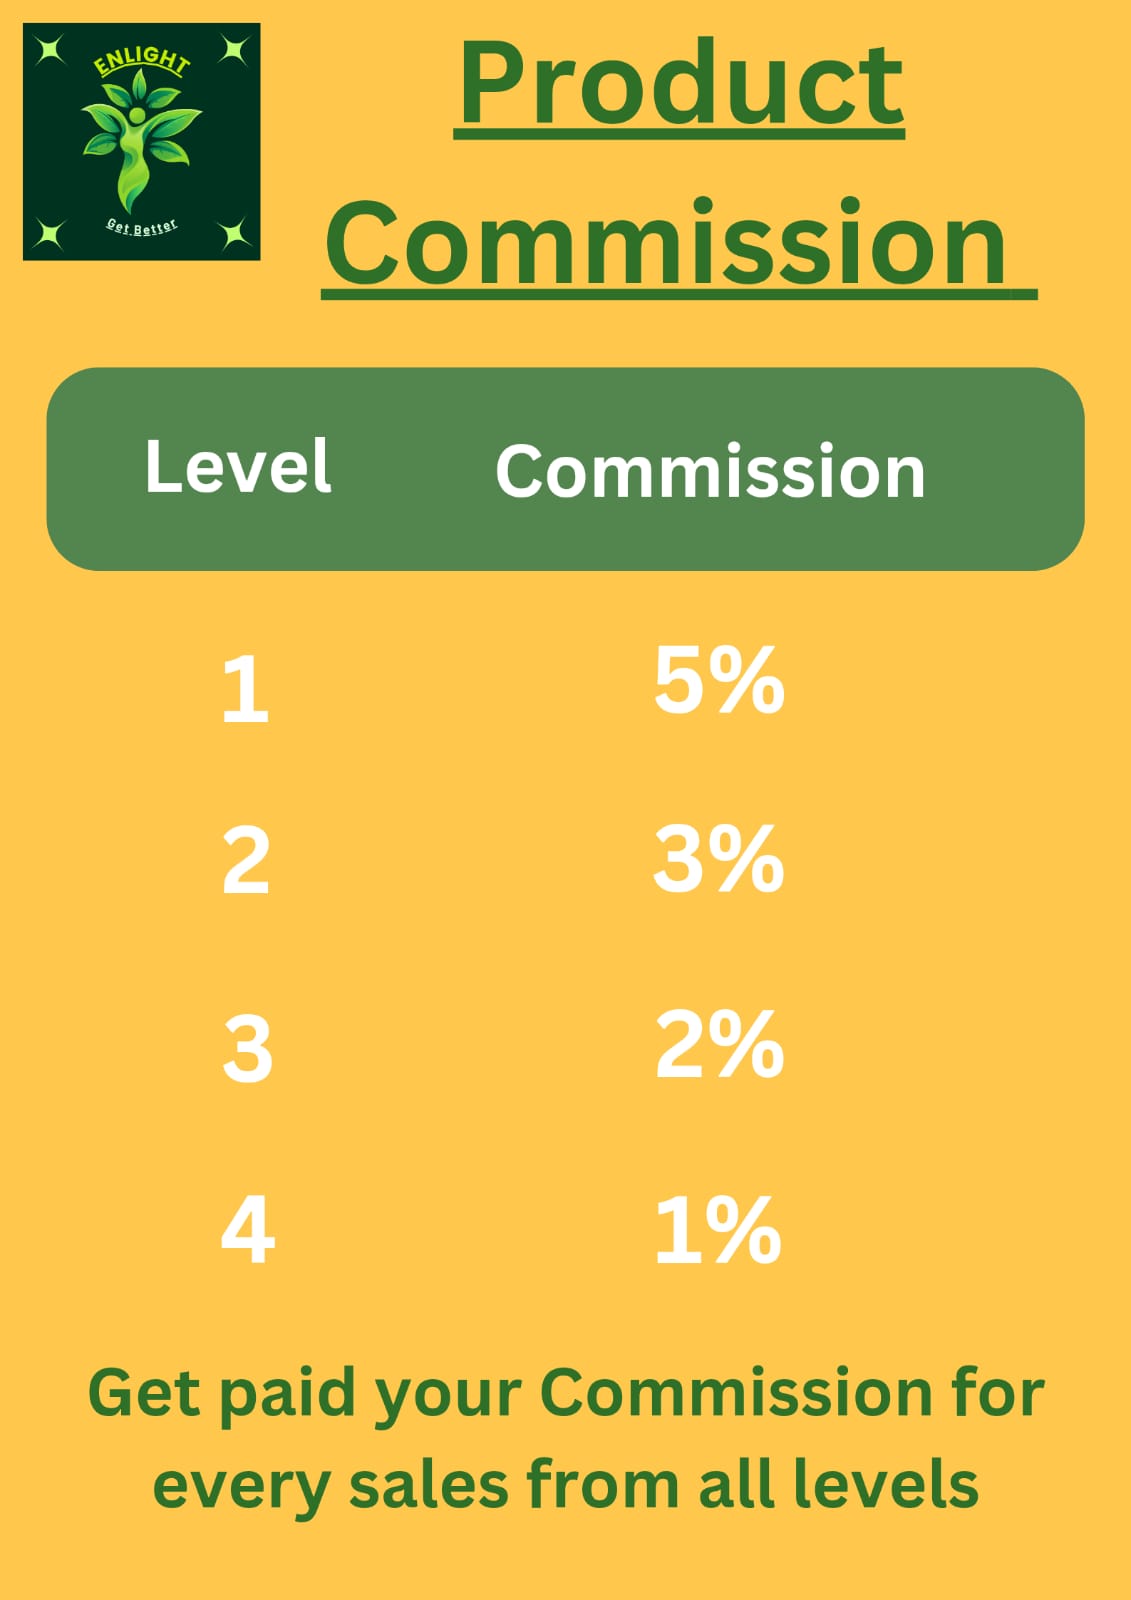 ENLIGHT
Get Better
Product
Commission
Level Commission
1 5%
2 3%
3 2%
4 1%
Get paid your Commission for
every sales from all levels